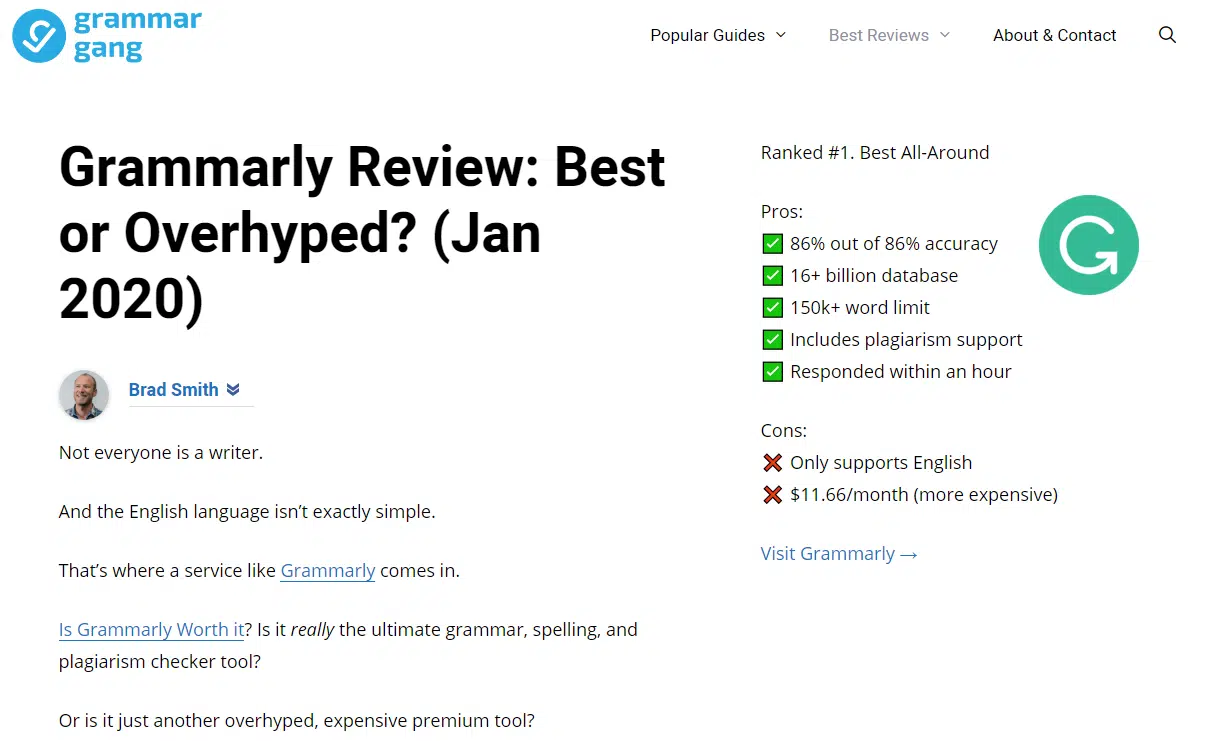 grammar
gang
Popular Guides
Best Reviews
About & Contact
Grammarly Review: Best
or Overhyped? (Jan
2020)
Brad Smith
Not everyone is a writer.
And the English language isn’t exactly simple.
That’s where a service like Grammarly comes in.
Is Grammarly Worth it? Is it really the ultimate grammar, spelling, and
plagiarism checker tool?
Or is it just another overhyped, expensive premium tool?
Ranked #1. Best All-Around
Pros:
✅ 86% out of 86% accuracy
✅ 16+ billion database
✅ 150k+ word limit
✅ Includes plagiarism support
✅ Responded within an hour
Cons:
❌ Only supports English
❌ $11.66/month (more expensive)
Visit Grammarly →